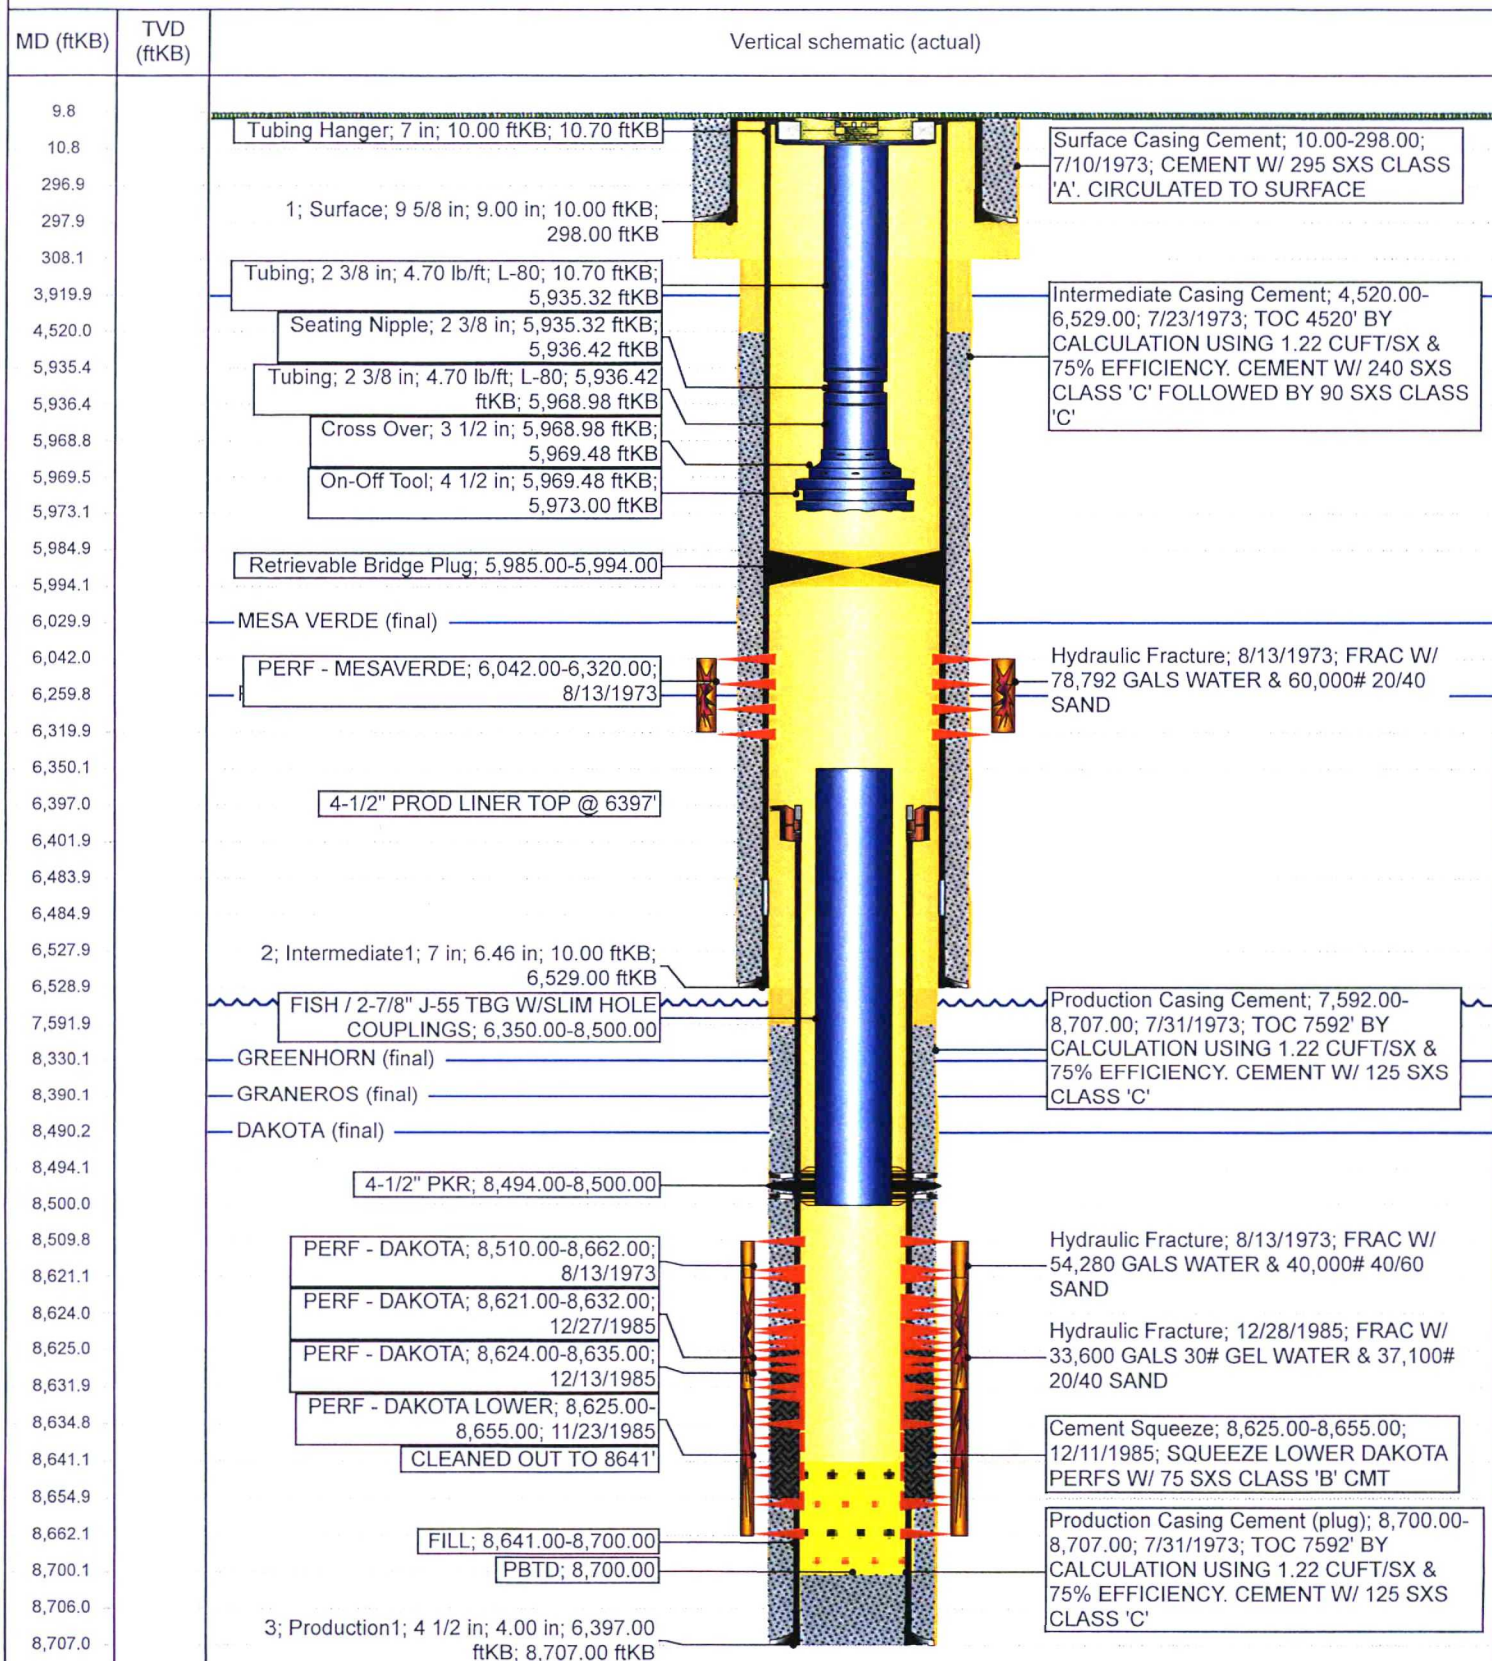 MD (ftKB)
TVD
(ftKB)
Vertical schematic (actual)
9.8
10.8
296.9
297.9
308.1
3,919.9
4,520.0
5,935.4
5,936.4
5,968.8
5,969.5
5,973.1
5,984.9
5,994.1
6,029.9
6,042.0
6,259.8
6,319.9
6,350.1
6,397.0
6,401.9
6,483.9
6,484.9
6,527.9
6,528.9
7,591.9
8,330.1
8,390.1
8,490.2
8,494.1
8,500.0
8,509.8
8,621.1
8,624.0
8,625.0
8,631.9
8,634.8
8,641.1
8,654.9
8,662.1
8,700.1
8,706.0
8,707.0
Tubing Hanger; 7 in; 10.00 ftKB; 10.70 ftKB
1; Surface; 9 5/8 in; 9.00 in; 10.00 ftKB;
298.00 ftKB
Tubing; 2 3/8 in; 4.70 lb/ft; L-80; 10.70 ftKB;
5,935.32 ftKB
Seating Nipple; 2 3/8 in; 5,935.32 ftKB;
5,936.42 ftKB
Tubing; 2 3/8 in; 4.70 lb/ft; L-80; 5,936.42
ftKB; 5,968.98 ftKB
Cross Over; 3 1/2 in; 5,968.98 ftKB;
5,969.48 ftKB
On-Off Tool; 4 1/2 in; 5,969.48 ftKB;
5,973.00 ftKB
Retrievable Bridge Plug; 5,985.00-5,994.00
MESA VERDE (final)
PERF - MESAVERDE; 6,042.00-6,320.00;
8/13/1973
4-1/2" PROD LINER TOP @ 6397'
2; Intermediate1; 7 in; 6.46 in; 10.00 ftKB;
6,529.00 ftKB
FISH / 2-7/8" J-55 TBG W/SLIM HOLE
COUPLINGS; 6,350.00-8,500.00
GREENHORN (final)
GRANEROS (final)
DAKOTA (final)
4-1/2" PKR; 8,494.00-8,500.00
PERF - DAKOTA; 8,510.00-8,662.00;
8/13/1973
PERF - DAKOTA; 8,621.00-8,632.00;
12/27/1985
PERF - DAKOTA; 8,624.00-8,635.00;
12/13/1985
PERF - DAKOTA LOWER; 8,625.00-
8,655.00; 11/23/1985
CLEANED OUT TO 8641'
FILL; 8,641.00-8,700.00
PBTD; 8,700.00
3; Production1; 4 1/2 in; 4.00 in; 6,397.00
ftKB; 8,707.00 ftKB
Surface Casing Cement; 10.00-298.00;
7/10/1973; CEMENT W/ 295 SXS CLASS
'A'. CIRCULATED TO SURFACE
Intermediate Casing Cement; 4,520.00-
6,529.00; 7/23/1973; TOC 4520' BY
CALCULATION USING 1.22 CUFT/SX &
75% EFFICIENCY. CEMENT W/ 240 SXS
CLASS 'C' FOLLOWED BY 90 SXS CLASS
'C'
Hydraulic Fracture; 8/13/1973; FRAC W/
78,792 GALS WATER & 60,000# 20/40
SAND
Production Casing Cement; 7,592.00-
8,707.00; 7/31/1973; TOC 7592' BY
CALCULATION USING 1.22 CUFT/SX &
75% EFFICIENCY. CEMENT W/ 125 SXS
CLASS 'C'
Hydraulic Fracture; 8/13/1973; FRAC W/
54,280 GALS WATER & 40,000# 40/60
SAND
Hydraulic Fracture; 12/28/1985; FRAC W/
33,600 GALS 30# GEL WATER & 37,100#
20/40 SAND
Cement Squeeze; 8,625.00-8,655.00;
12/11/1985; SQUEEZE LOWER DAKOTA
PERFS W/ 75 SXS CLASS 'B' CMT
Production Casing Cement (plug); 8,700.00-
8,707.00; 7/31/1973; TOC 7592' BY
CALCULATION USING 1.22 CUFT/SX &
75% EFFICIENCY. CEMENT W/ 125 SXS
CLASS 'C'